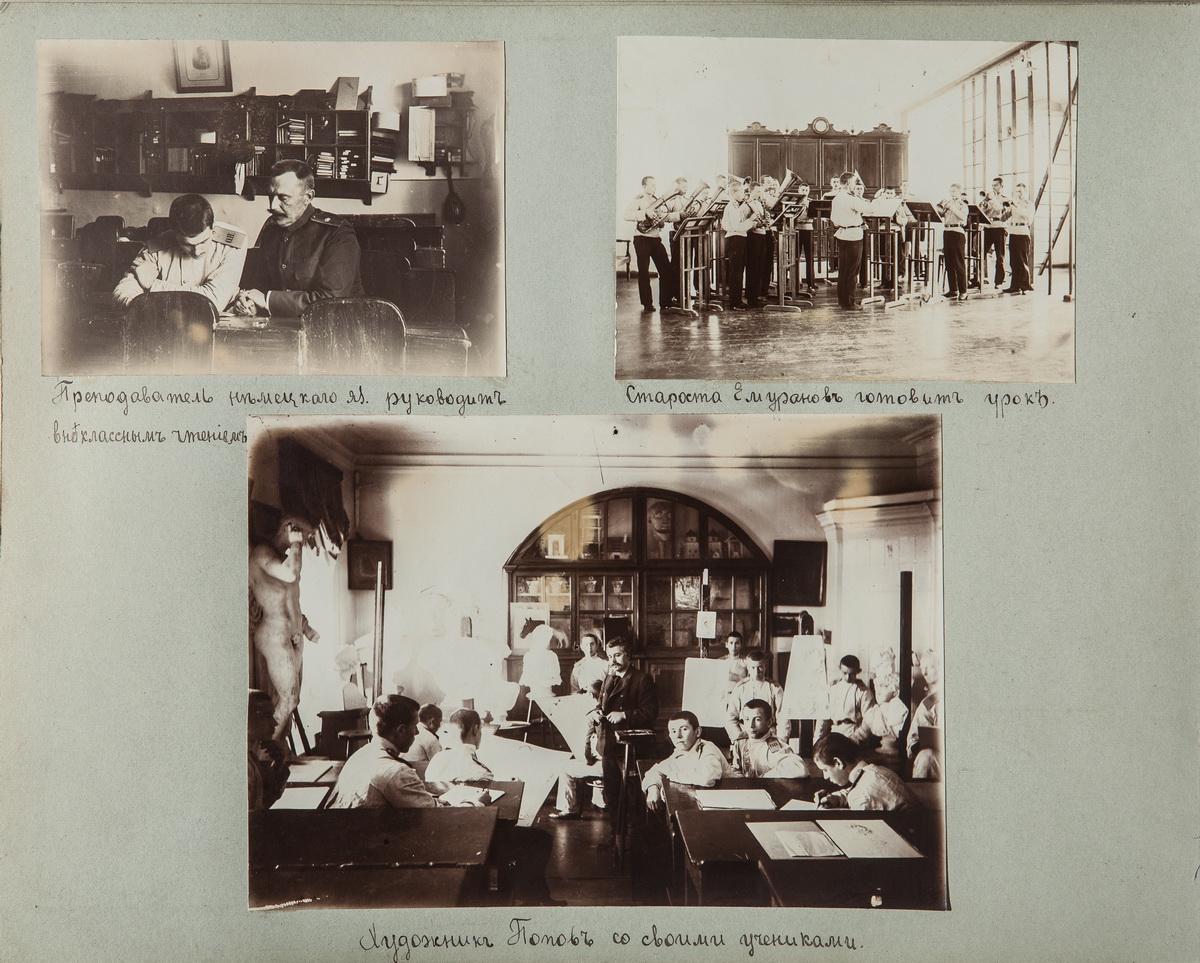 Преподаватель нѣмецкаго яз. руководитъ
внѣкласснымъ чтеніемъ
Староста Емурановъ готовитъ урокъ.
Художникъ Поповъ со своими учениками.